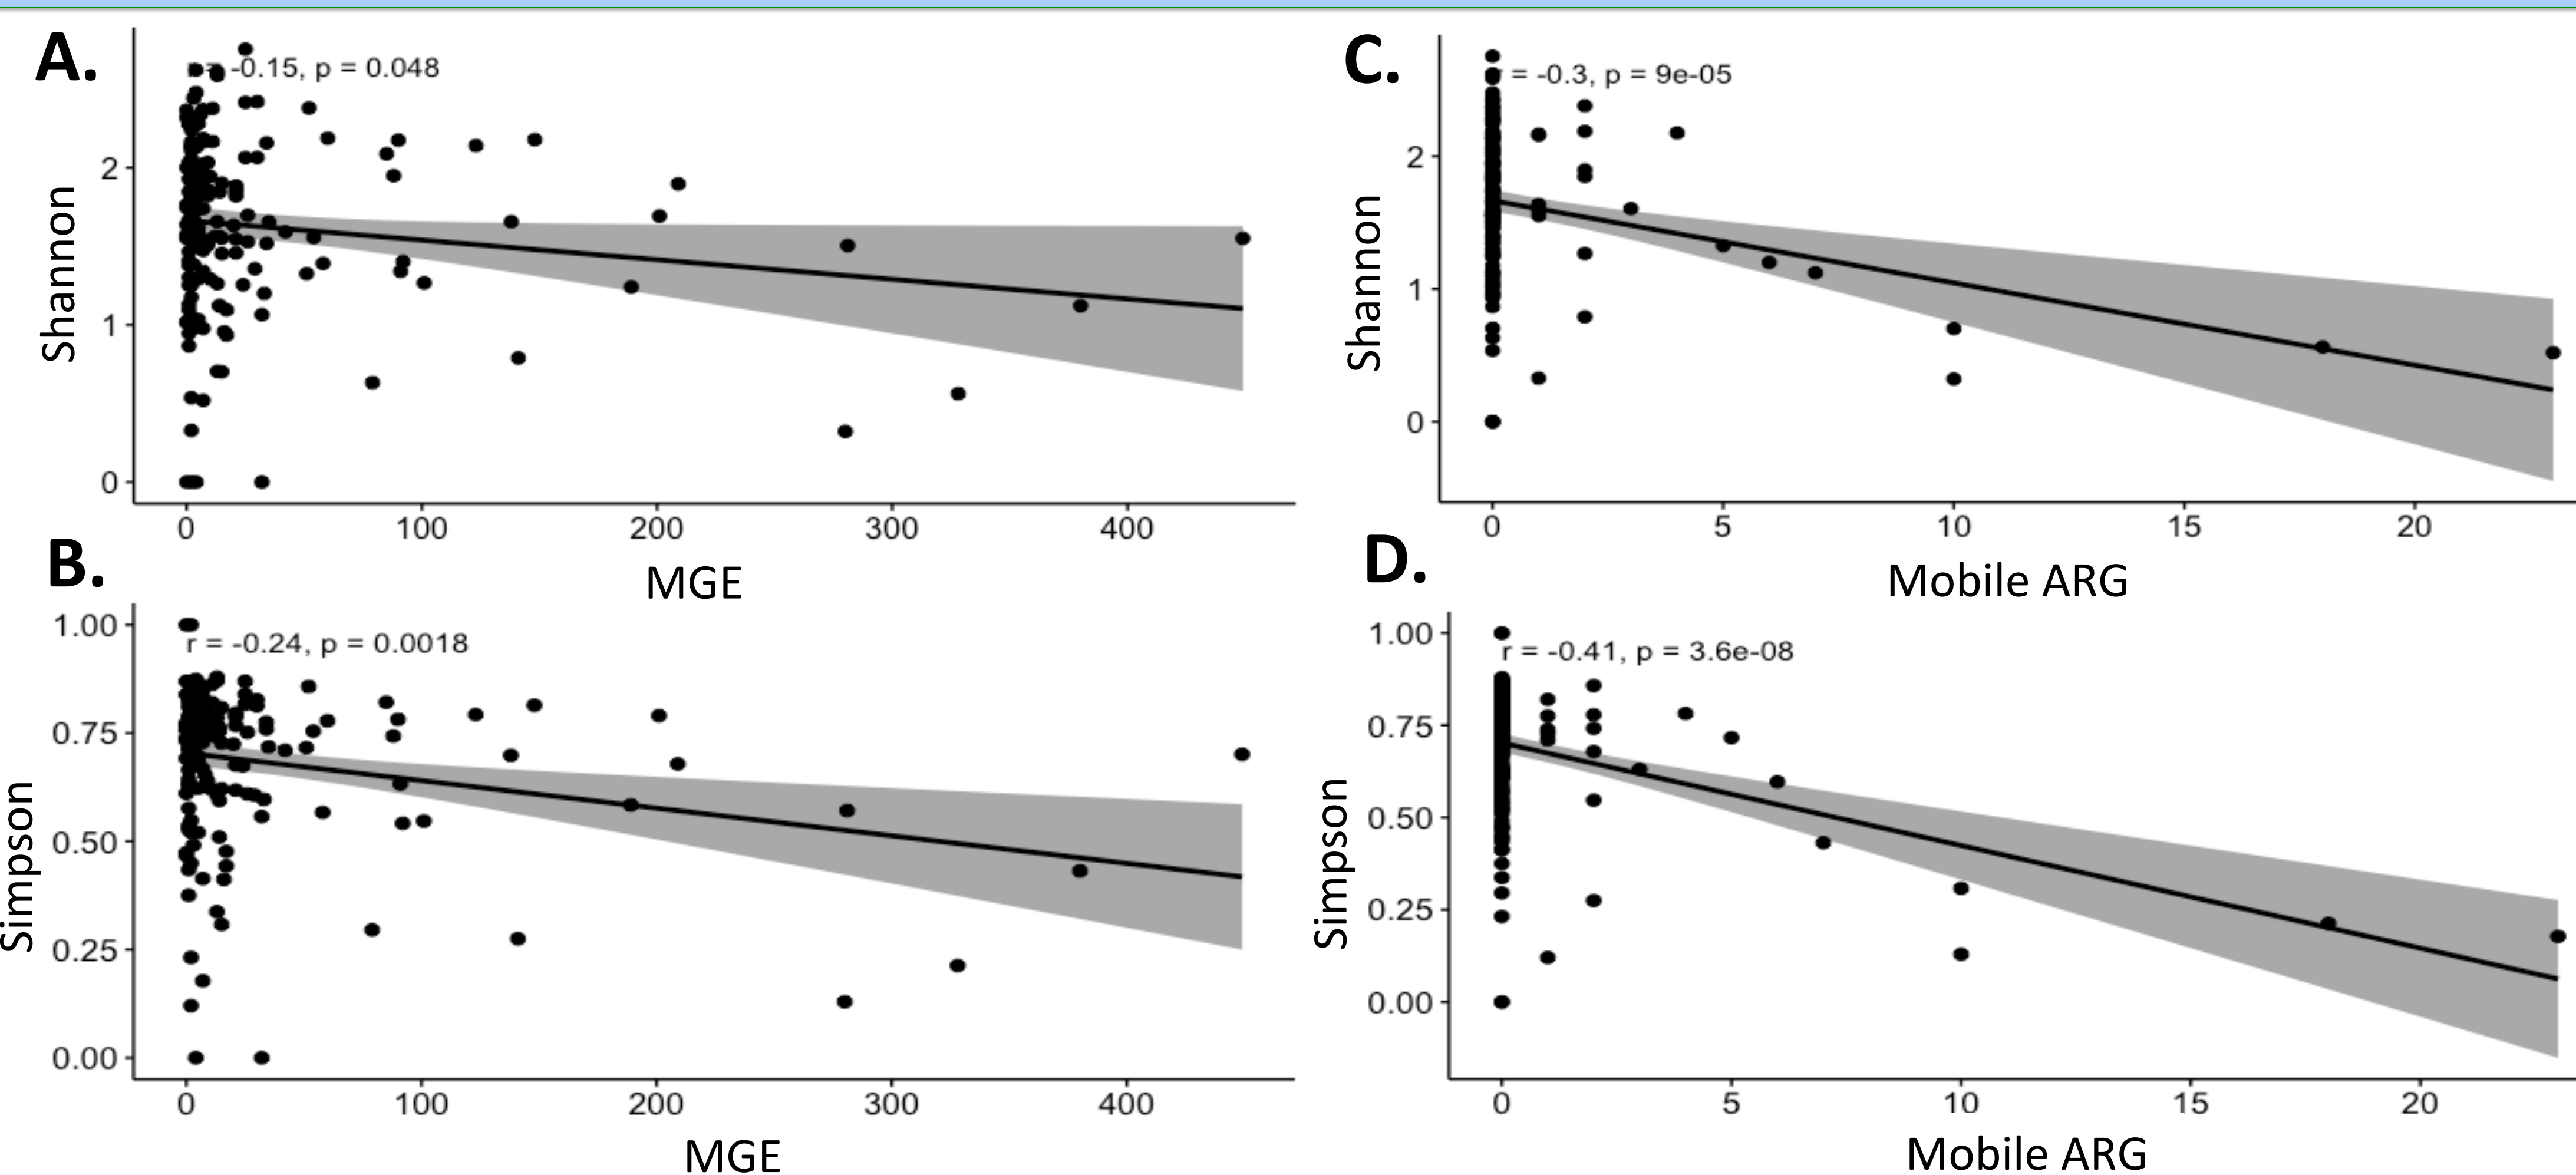 A.
r = -0.15, p = 0.048
Shannon
2
1
0
0 100 200 300 400
MGE
B.
r = -0.24, p = 0.0018
Simpson
1.00
0.75
0.50
0.25
0.00
0 100 200 300 400
MGE
C.
r = -0.3, p = 9e-05
Shannon
2
1
0
0 5 10 15 20
Mobile ARG
D.
r = -0.41, p = 3.6e-08
Simpson
1.00
0.75
0.50
0.25
0.00
0 5 10 15 20
Mobile ARG